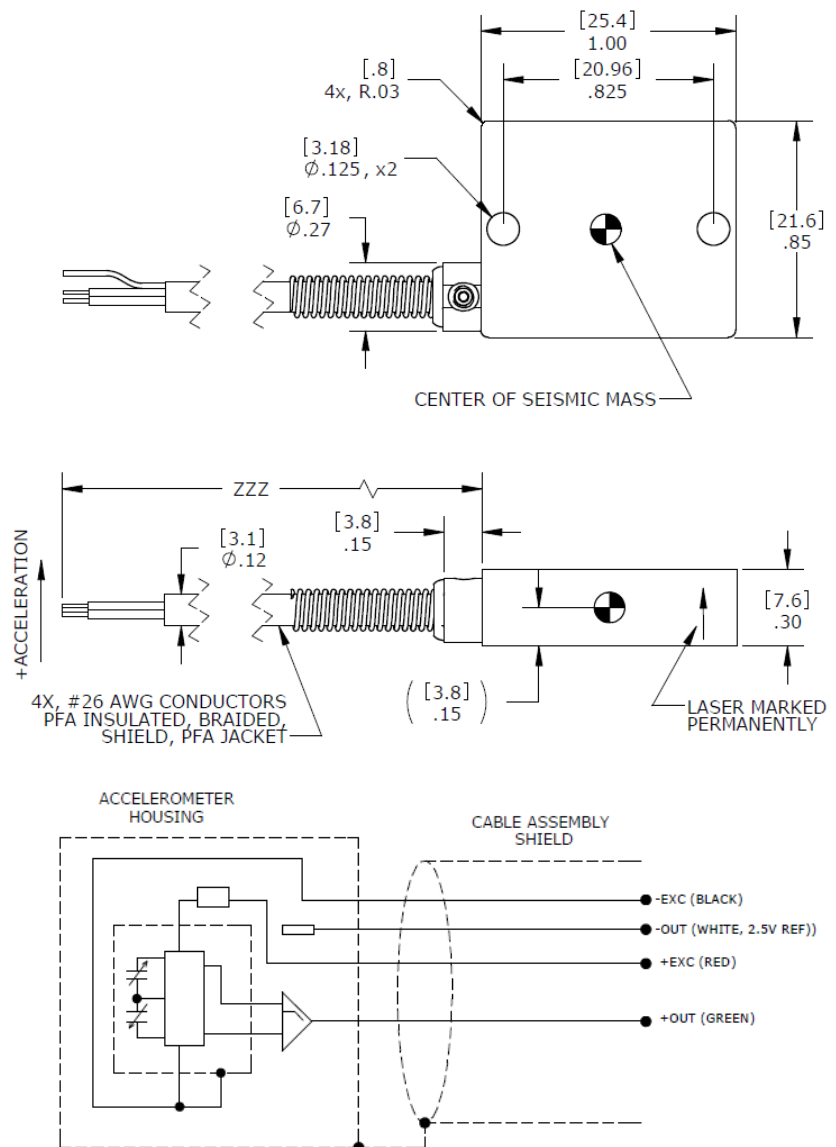 [25.4]
1.00
[.8]
4x, R.03
[20.96]
.825
[3.18]
Ø.125, x2
[6.7]
Ø.27
[21.6]
.85
CENTER OF SEISMIC MASS
ZZZ
+ACCELERATION
[3.1]
Ø.12
[3.8]
.15
[7.6]
.30
4X, #26 AWG CONDUCTORS
PFA INSULATED, BRAIDED,
SHIELD, PFA JACKET
([3.8]
.15)
LASER MARKED
PERMANENTLY
ACCELEROMETER
HOUSING
CABLE ASSEMBLY
SHIELD
-EXC (BLACK)
-OUT (WHITE, 2.5V REF))
+EXC (RED)
+OUT (GREEN)